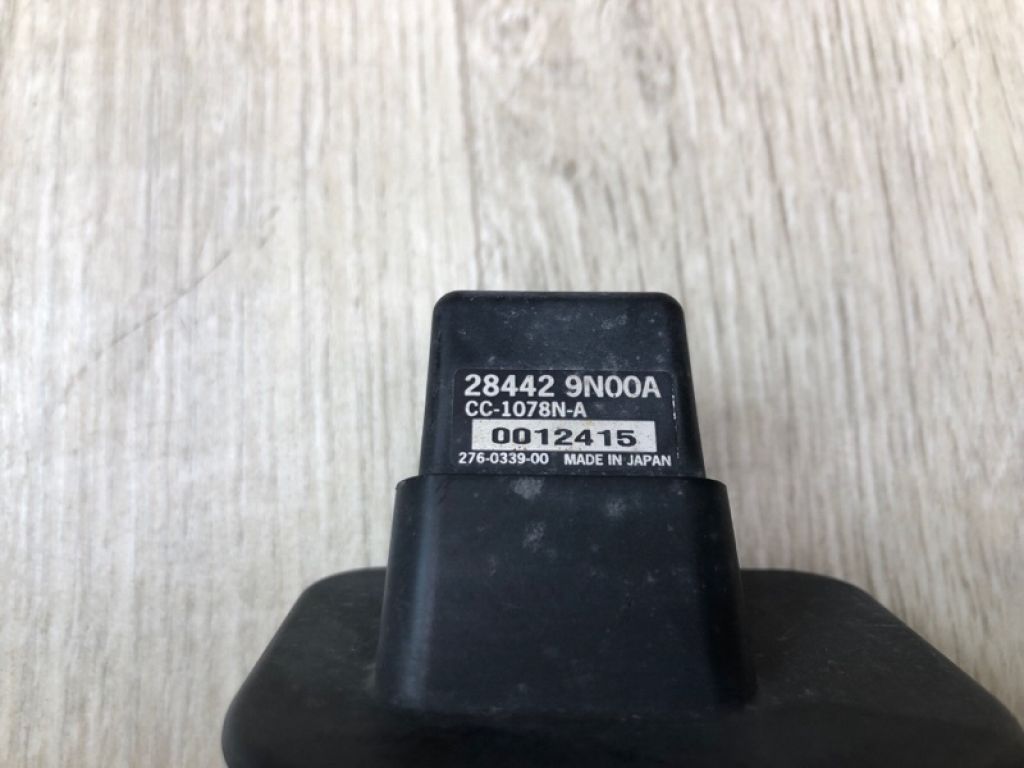 28442 9N00A
CC-1078N-A
0012415
276-0339-00 MADE IN JAPAN